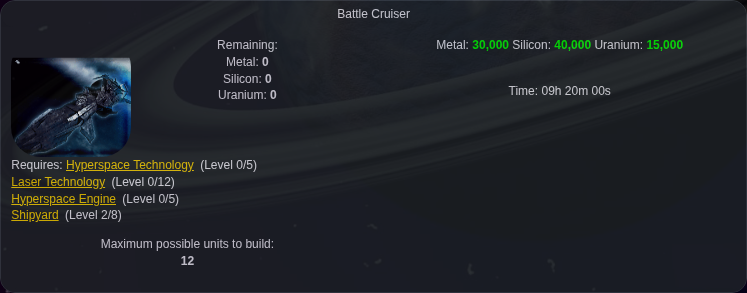 Battle Cruiser
Remaining:
Metal: 0
Silicon: 0
Uranium: 0
Metal: 30,000 Silicon: 40,000 Uranium: 15,000
Time: 09h 20m 00s
Requires: Hyperspace Technology (Level 0/5)
Laser Technology (Level 0/12)
Hyperspace Engine (Level 0/5)
Shipyard (Level 2/8)
Maximum possible units to build:
12